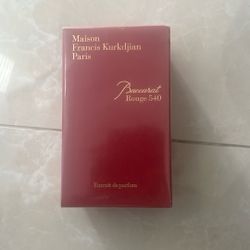 Maison
Francis Kurkdjian
Paris
Baccarat
Rouge 540
Extrait de parfum